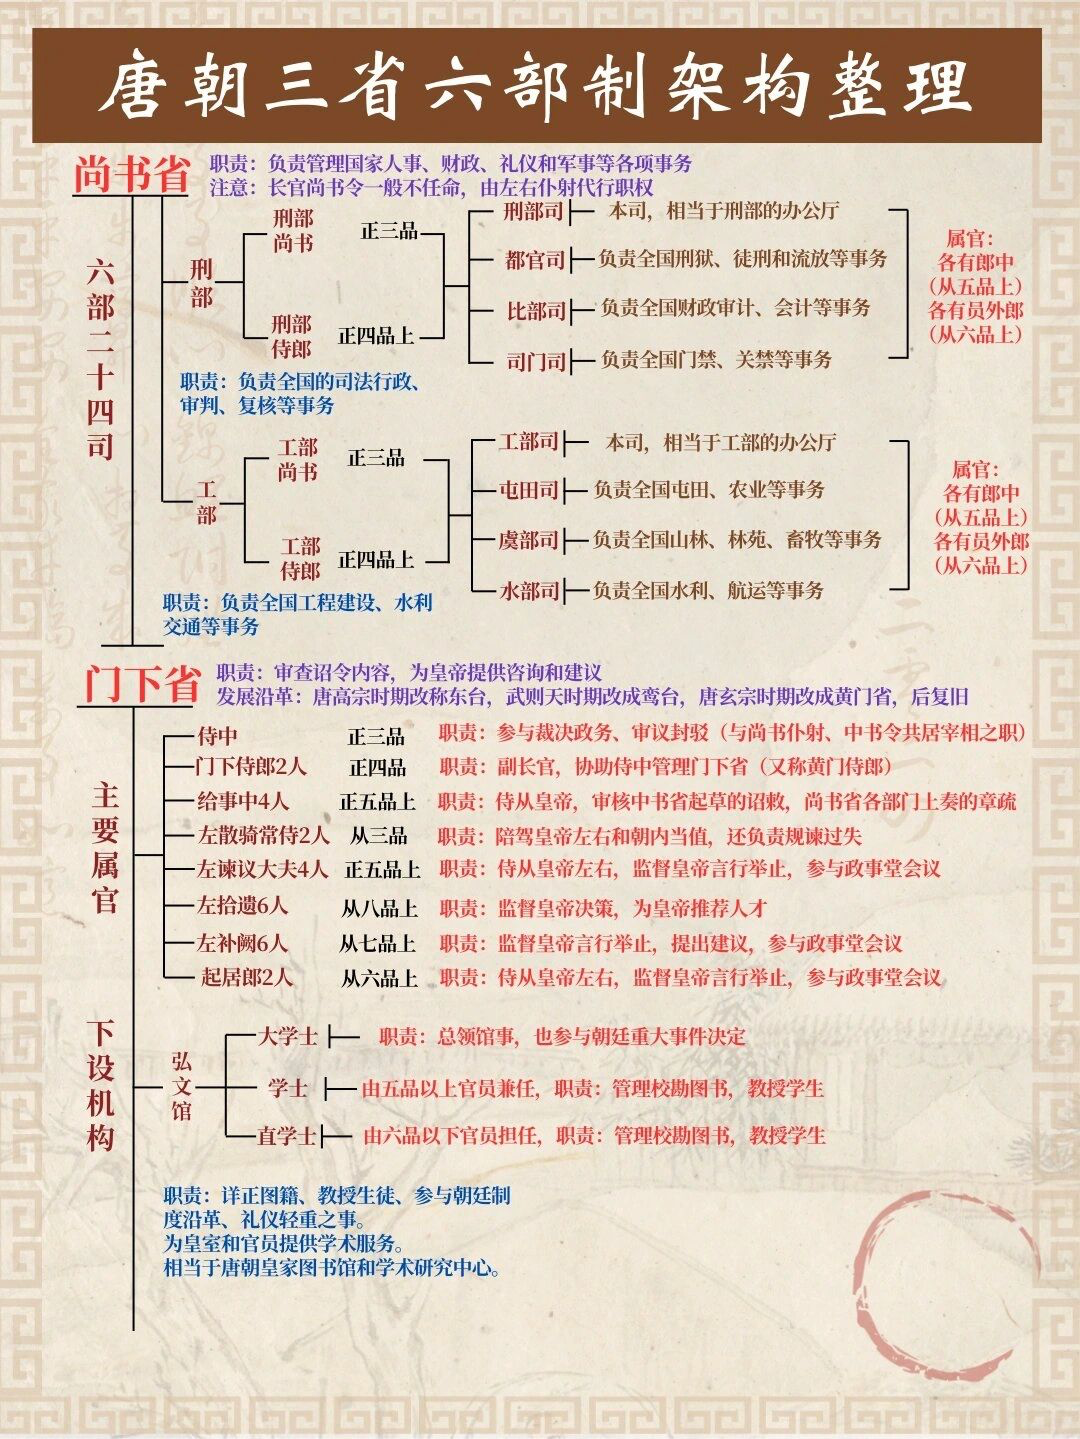 唐朝三省六部制架构整理
尚书省
职责：负责管理国家人事、财政、礼仪和军事等各项事务
注意：长官尚书令一般不任命，由左右仆射代行职权
六部二十四司
刑部
刑部
尚书
正三品
刑部
侍郎
正四品上
刑部司
本司，相当于刑部的办公厅
都官司
负责全国刑狱、徒刑和流放等事务
比部司
负责全国财政审计、会计等事务
司门司
负责全国门禁、关禁等事务
属官：
各有郎中
（从五品上）
各有员外郎
（从六品上）
职责：负责全国的司法行政、
审判、复核等事务
工部
工部
尚书
正三品
工部
侍郎
正四品上
工部司
本司，相当于工部的办公厅
屯田司
负责全国屯田、农业等事务
虞部司
负责全国山林、林苑、畜牧等事务
水部司
负责全国水利、航运等事务
属官：
各有郎中
（从五品上）
各有员外郎
（从六品上）
职责：负责全国工程建设、水利
交通等事务
门下省
职责：审查诏令内容，为皇帝提供咨询和建议
发展沿革：唐高宗时期改称东台，武则天时期改成鸾台，唐玄宗时期改成黄门省，后复旧
主要属官
侍中 正三品 职责：参与裁决政务、审议封驳（与尚书仆射、中书令共居宰相之职）
门下侍郎2人 正四品 职责：副长官，协助侍中管理门下省（又称黄门侍郎）
给事中4人 正五品上 职责：侍从皇帝，审核中书省起草的诏敕，尚书省各部门上奏的章疏
左散骑常侍2人 从三品 职责：陪驾皇帝左右和朝内当值，还负责规谏过失
左谏议大夫4人 正五品上 职责：侍从皇帝左右，监督皇帝言行举止，参与政事堂会议
左拾遗6人 从八品上 职责：监督皇帝决策，为皇帝推荐人才
左补阙6人 从七品上 职责：监督皇帝言行举止，提出建议，参与政事堂会议
起居郎2人 从六品上 职责：侍从皇帝左右，监督皇帝言行举止，参与政事堂会议
下设机构
弘文馆
大学士 职责：总领馆事，也参与朝廷重大事件决定
学士 由五品以上官员兼任，职责：管理校勘图书，教授学生
直学士 由六品以下官员担任，职责：管理校勘图书，教授学生
职责：详正图籍、教授生徒、参与朝廷制
度沿革、礼仪轻重之事。
为皇室和官员提供学术服务。
相当于唐朝皇家图书馆和学术研究中心。